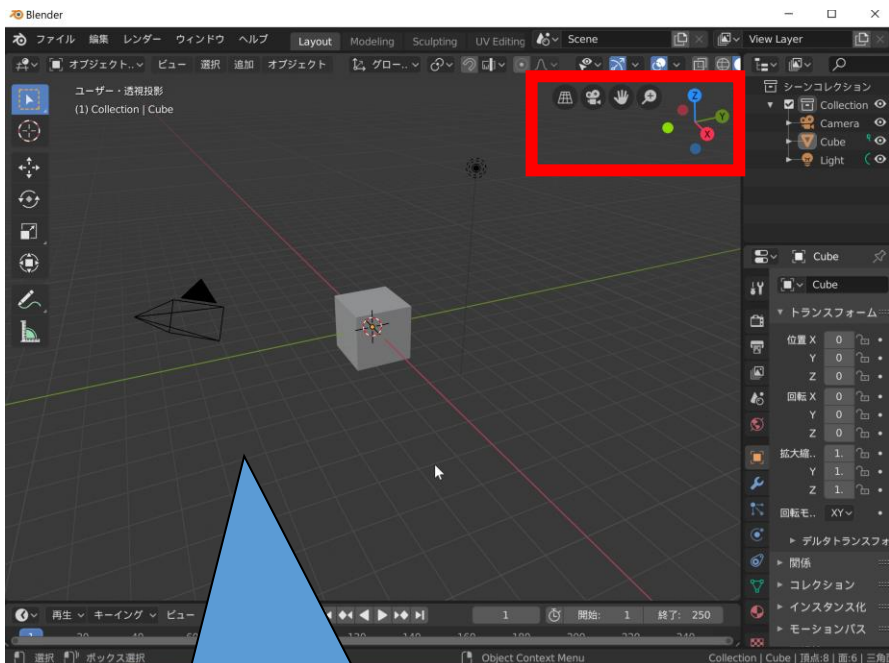 Blender
ファイル 編集 レンダー ウィンドウ ヘルプ Layout Modeling Sculpting UV Editing Scene View Layer
オブジェクト.. ビュー 選択 追加 オブジェクト グロー..
ユーザー・透視投影
(1) Collection | Cube
Z
Y
X
シーンコレクション
Collection
Camera
Cube
Light
Cube
Cube
トランスフォーム
位置 X 0
Y 0
Z 0
回転 X 0
Y 0
Z 0
拡大縮.. 1.
Y 1.
Z 1.
回転モ.. XY
デルタトランスフォ
関係
コレクション
インスタンス化
モーションパス
再生 キーイング ビュー 1 開始: 1 終了: 250
選択 ボックス選択 Object Context Menu Collection | Cube | 頂点:8 | 面:6 | 三角